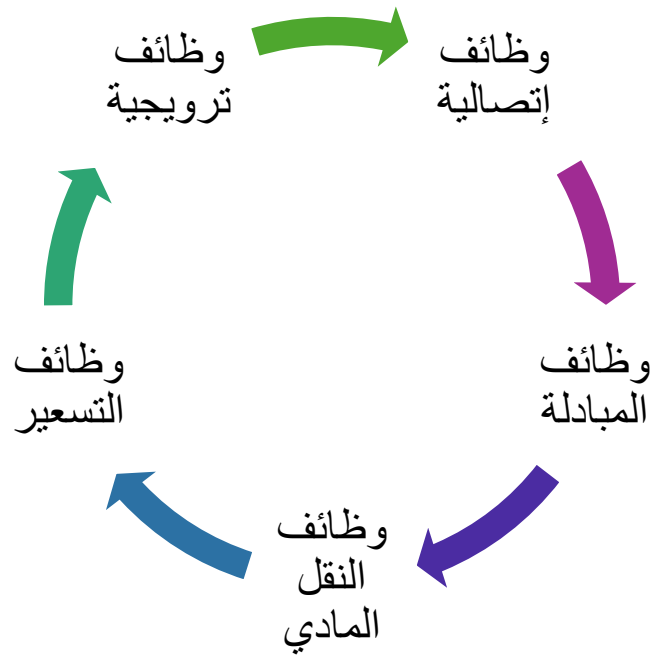 وظائف
إتصالية
وظائف
المبادلة
وظائف
النقل
المادي
وظائف
التسعير
وظائف
ترويجية